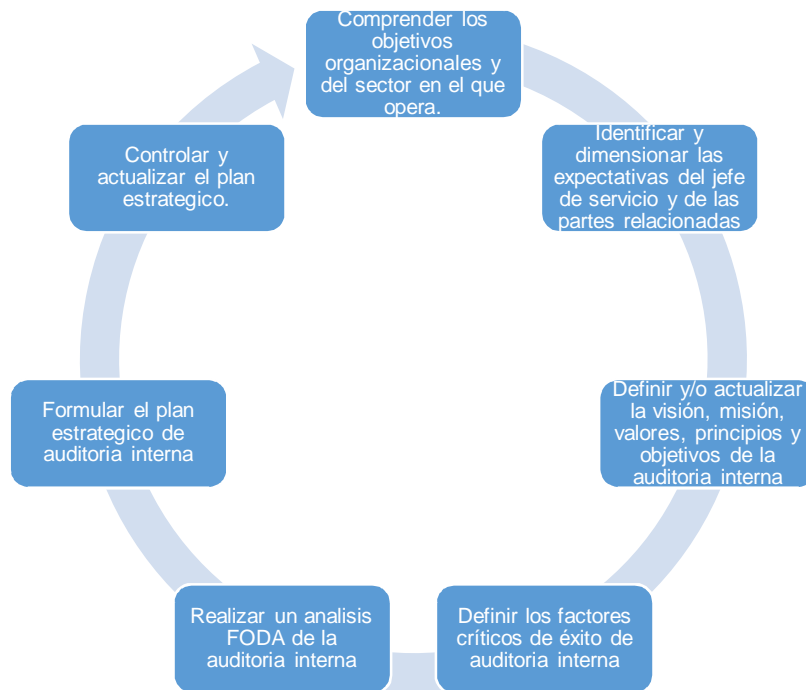 Comprender los
objetivos
organizacionales y
del sector en el que
opera.
Identificar y
dimensionar las
expectativas del jefe
de servicio y de las
partes relacionadas
Definir y/o actualizar
la visión, misión,
valores, principios y
objetivos de la
auditoria interna
Definir los factores
críticos de éxito de
auditoria interna
Realizar un analisis
FODA de la
auditoria interna
Formular el plan
estrategico de
auditoria interna
Controlar y
actualizar el plan
estrategico.